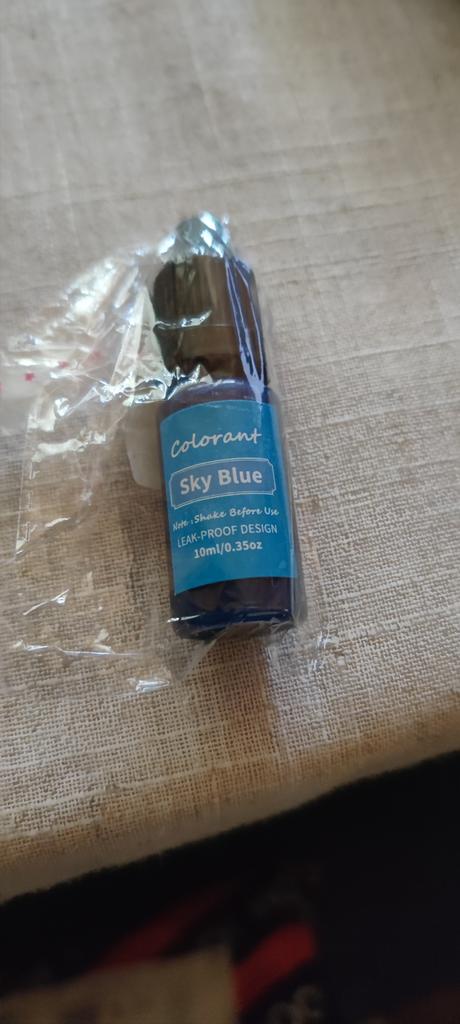 Colorant
Sky Blue
Note : Shake Before Use
LEAK-PROOF DESIGN
10ml/0.35oz